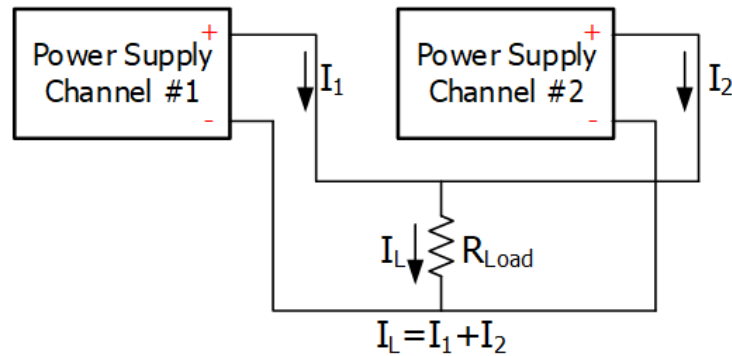 Power Supply
Channel #1
+
-
I1
Power Supply
Channel #2
+
-
I2
IL
RLoad
IL=I1+I2